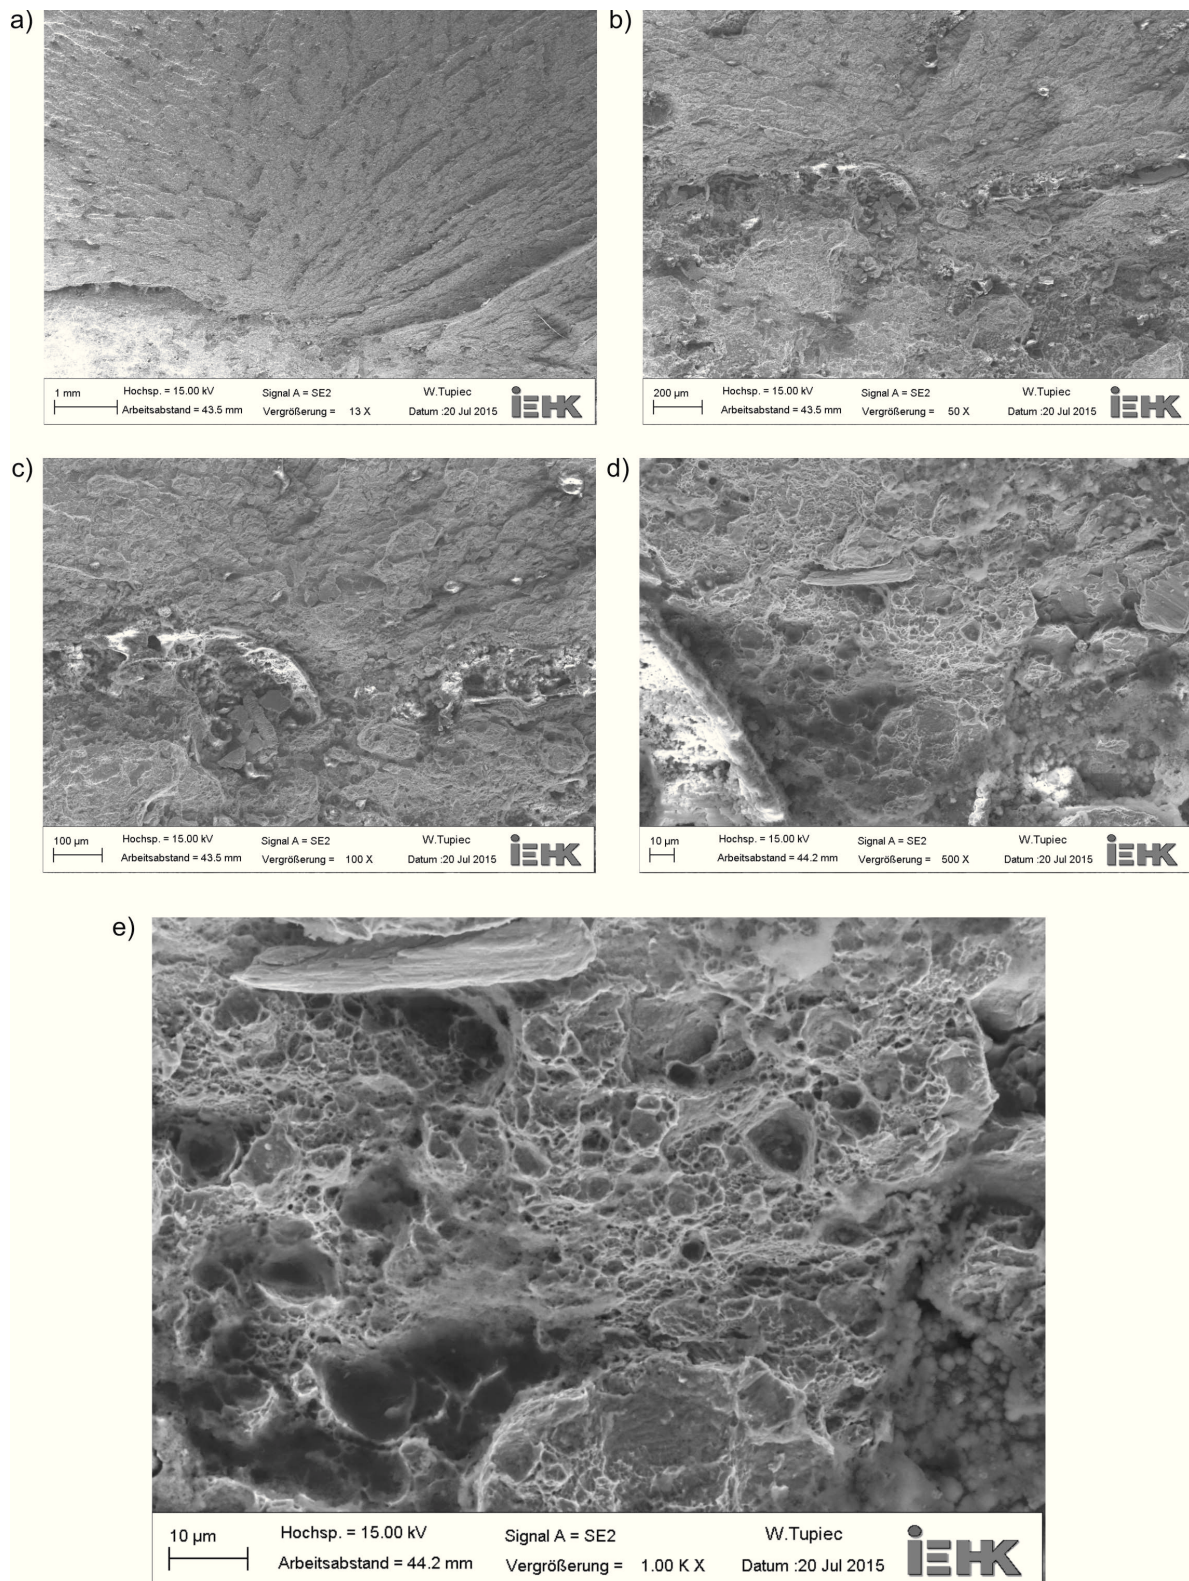 a)
1 mm
Hochsp. = 15.00 kV
Signal A = SE2
W.Tupiec
Arbeitsabstand = 43.5 mm
Vergrößerung = 13 X
Datum :20 Jul 2015
iEHK
b)
200 µm
Hochsp. = 15.00 kV
Signal A = SE2
W.Tupiec
Arbeitsabstand = 43.5 mm
Vergrößerung = 50 X
Datum :20 Jul 2015
iEHK
c)
100 µm
Hochsp. = 15.00 kV
Signal A = SE2
W.Tupiec
Arbeitsabstand = 43.5 mm
Vergrößerung = 100 X
Datum :20 Jul 2015
iEHK
d)
10 µm
Hochsp. = 15.00 kV
Signal A = SE2
W.Tupiec
Arbeitsabstand = 44.2 mm
Vergrößerung = 500 X
Datum :20 Jul 2015
iEHK
e)
10 µm
Hochsp. = 15.00 kV
Signal A = SE2
W.Tupiec
Arbeitsabstand = 44.2 mm
Vergrößerung = 1.00 K X
Datum :20 Jul 2015
iEHK